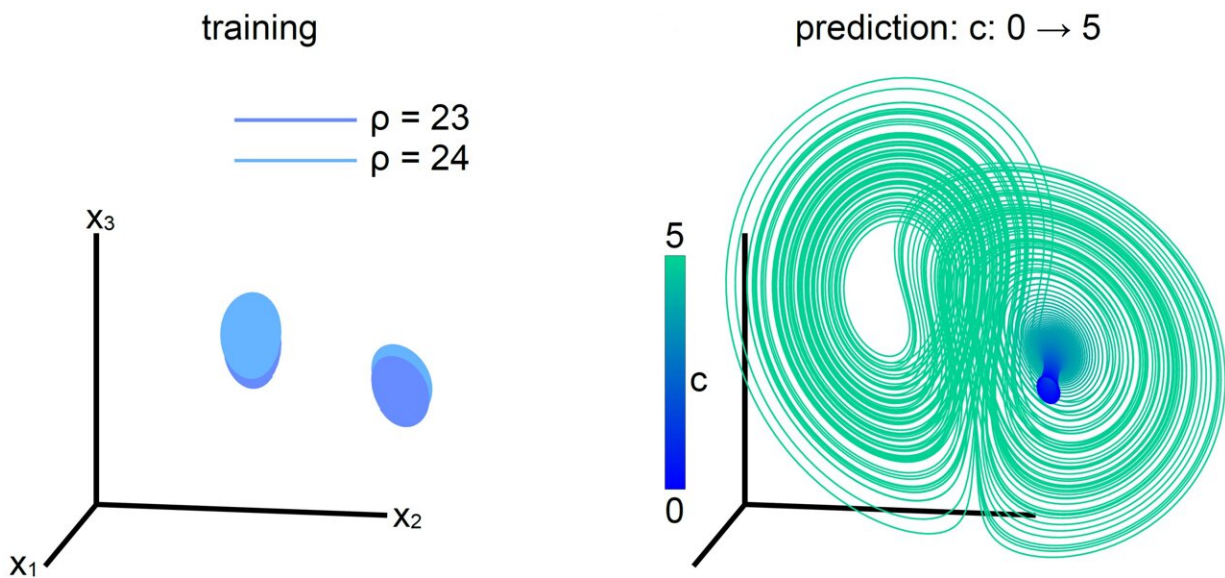 training
ρ = 23
ρ = 24
x₃
x₂
x₁
prediction: c: 0 → 5
5
c
0